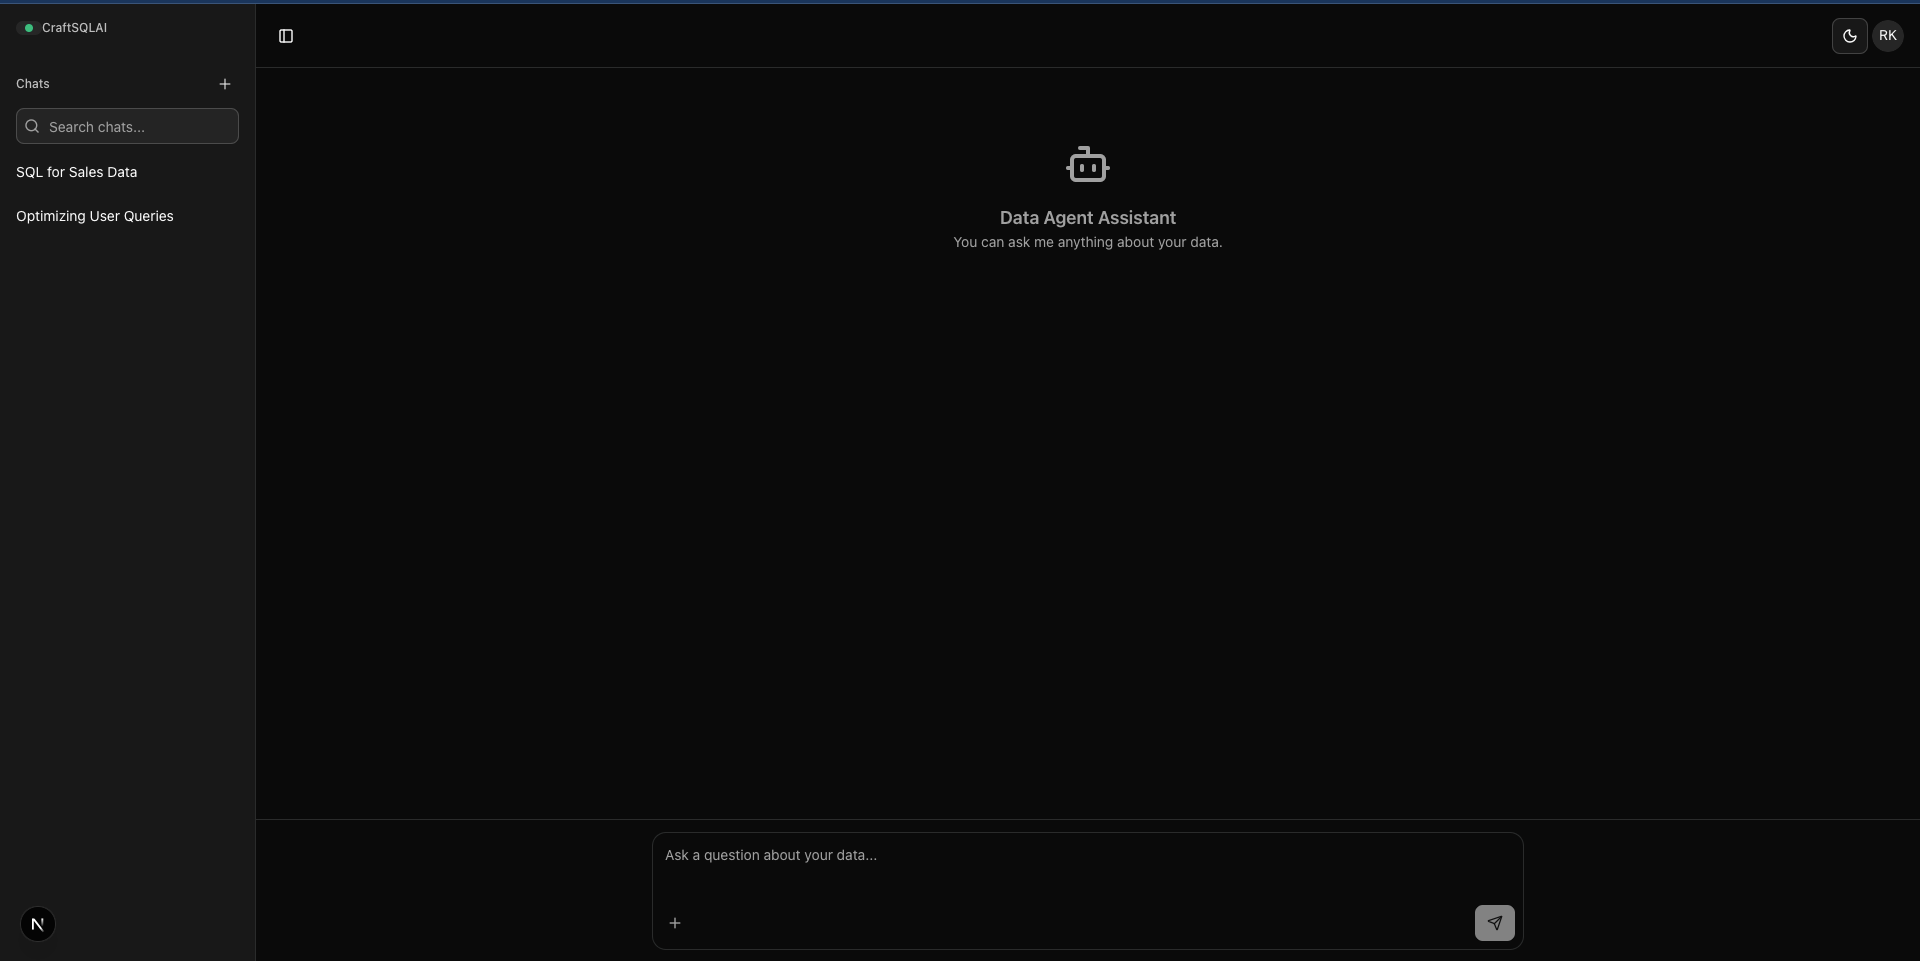 CraftSQLAI
RK
Chats
Search chats...
SQL for Sales Data
Optimizing User Queries
Data Agent Assistant
You can ask me anything about your data.
Ask a question about your data...
N